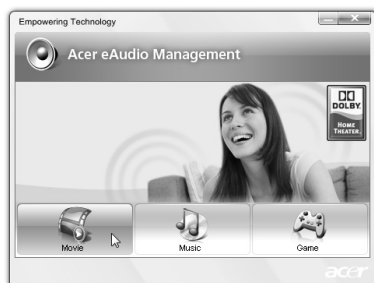 Empowering Technology
Acer eAudio Management
DOLBY.
HOME
THEATER.
Movie
Music
Game
acer